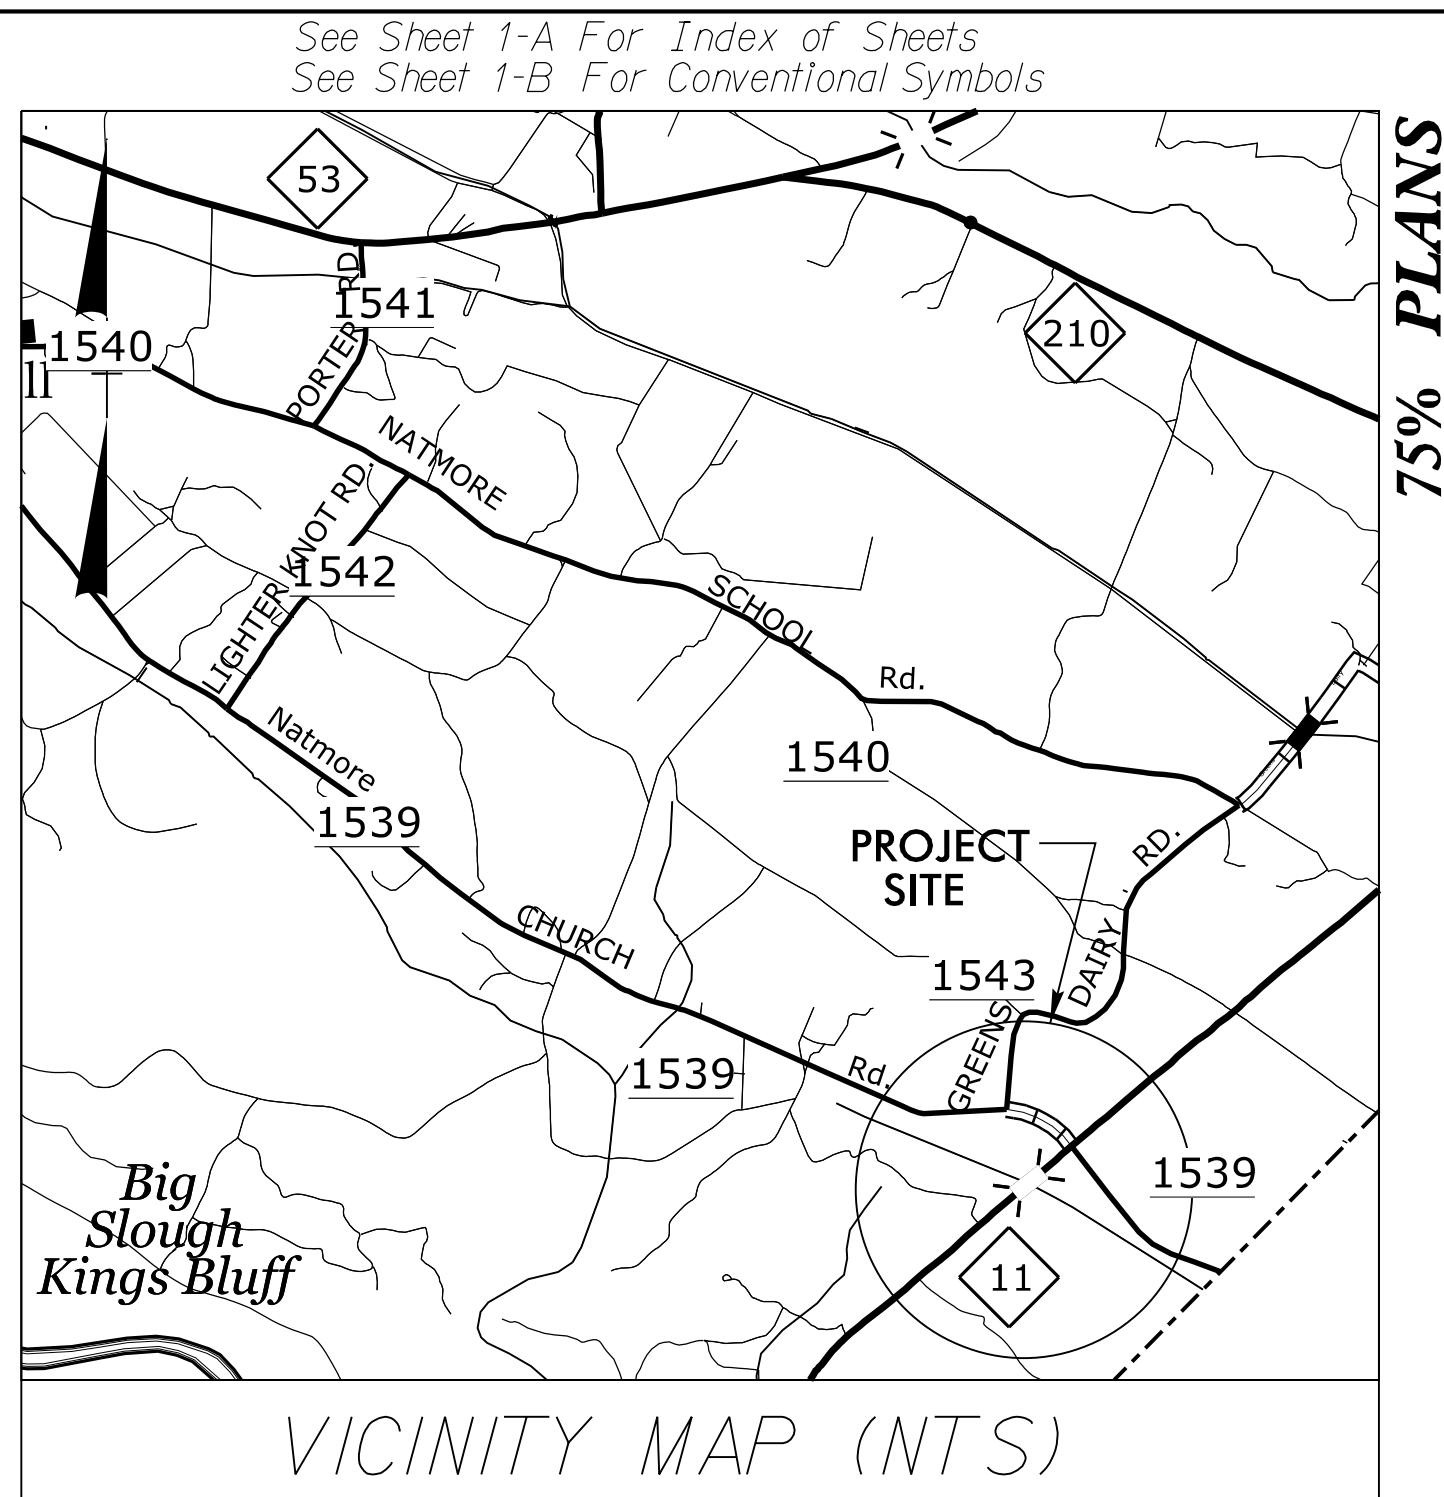 See Sheet 1-A For Index of Sheets
See Sheet 1-B For Conventional Symbols
75% PLANS
53
RD.
1541
PORTER
1540
ll
210
NATMORE
LIGHTER KNOT RD.
1542
SCHOOL
Rd.
Natmore
1540
1539
PROJECT
SITE
RD.
CHURCH
DAIRY
1543
GREENS
1539
Rd.
1539
Big
Slough
Kings Bluff
11
VICINITY MAP (NTS)